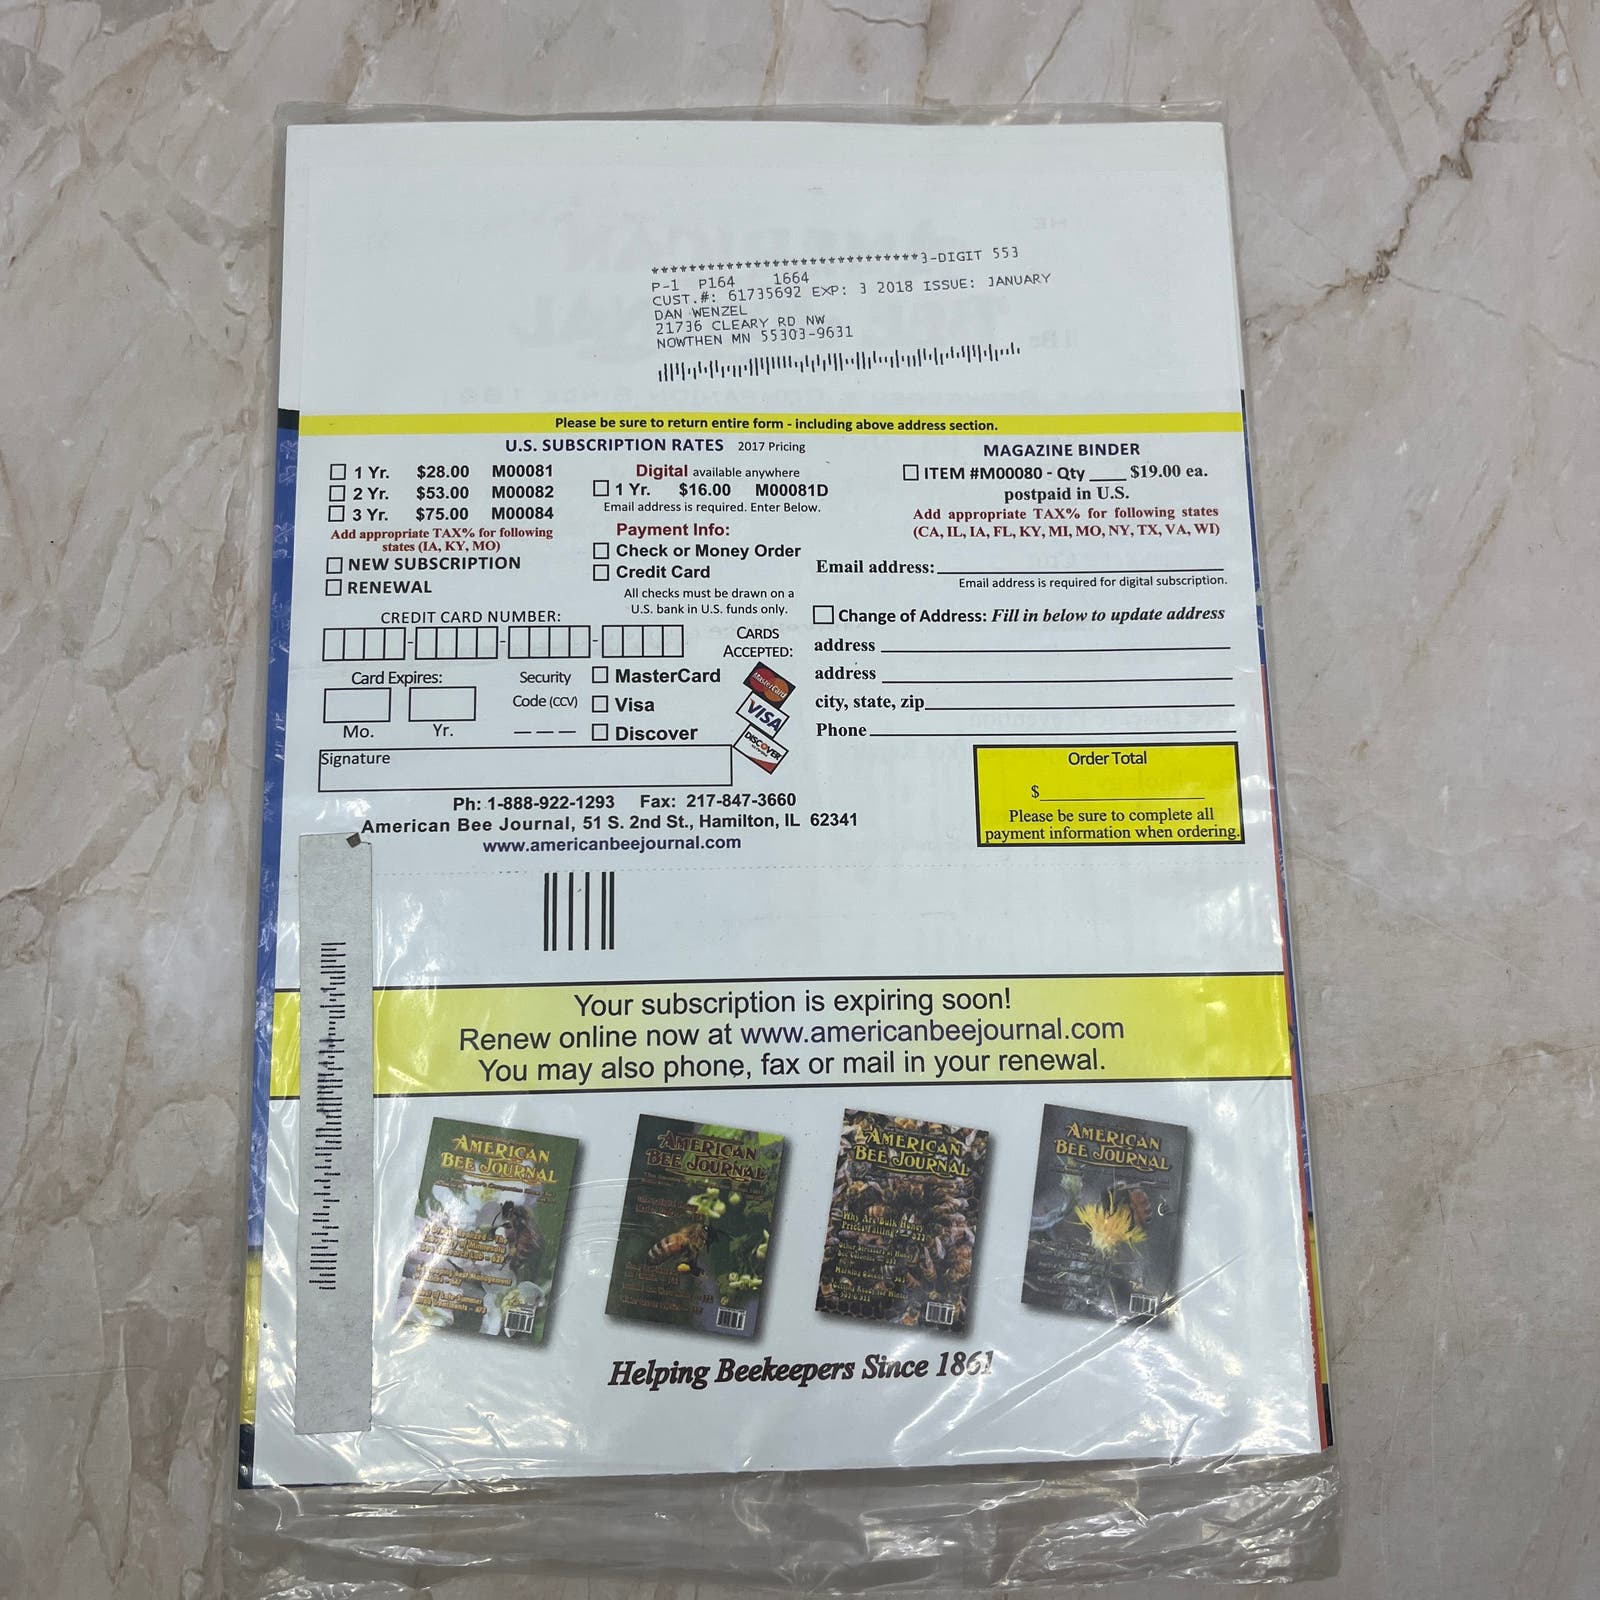 ****************************3-DIGIT 553
P-1 P164 1664
CUST.#: 61735692 EXP: 3 2018 ISSUE: JANUARY
DAN WENZEL
21736 CLEARY RD NW
NOWTHEN MN 55303-9631
Please be sure to return entire form - including above address section.
U.S. SUBSCRIPTION RATES 2017 Pricing
1 Yr. $28.00 M00081
2 Yr. $53.00 M00082
3 Yr. $75.00 M00084
Add appropriate TAX% for following
states (IA, KY, MO)
NEW SUBSCRIPTION
RENEWAL
Digital available anywhere
1 Yr. $16.00 M00081D
Email address is required. Enter Below.
Payment Info:
Check or Money Order
Credit Card
All checks must be drawn on a
U.S. bank in U.S. funds only.
MAGAZINE BINDER
ITEM #M00080 - Qty ____ $19.00 ea.
postpaid in U.S.
Add appropriate TAX% for following states
(CA, IL, IA, FL, KY, MI, MO, NY, TX, VA, WI)
Email address:
Email address is required for digital subscription.
Change of Address: Fill in below to update address
address
address
city, state, zip
Phone
CREDIT CARD NUMBER:
Card Expires:
Mo. Yr.
Security
Code (CCV)
CARDS
ACCEPTED:
MasterCard
Visa
Discover
MasterCard
VISA
DISCOVER
Signature
Order Total
$
Please be sure to complete all
payment information when ordering.
Ph: 1-888-922-1293 Fax: 217-847-3660
American Bee Journal, 51 S. 2nd St., Hamilton, IL 62341
www.americanbeejournal.com
Your subscription is expiring soon!
Renew online now at www.americanbeejournal.com
You may also phone, fax or mail in your renewal.
AMERICAN
BEE JOURNAL
AMERICAN
BEE JOURNAL
AMERICAN
BEE JOURNAL
Why Are Bulk Honey
Prices Falling
AMERICAN
BEE JOURNAL
Helping Beekeepers Since 1861